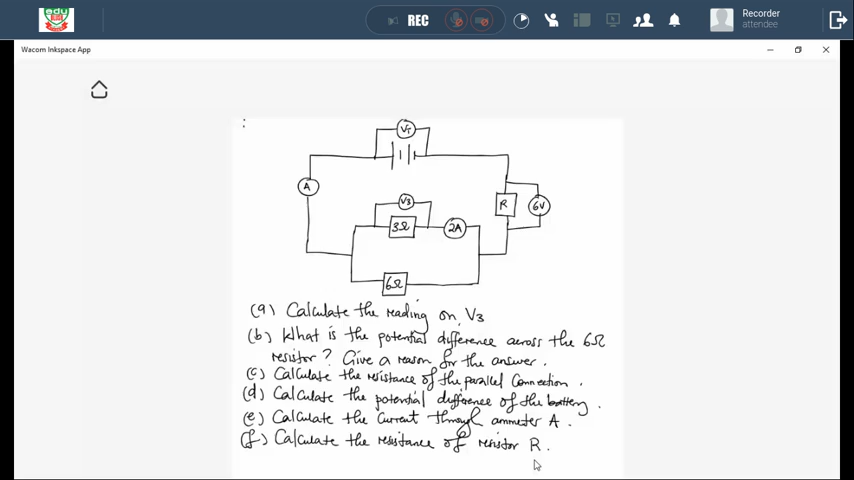 edu
REC
Recorder
attendee
Wacom Inkspace App
:
VT
A
V3
3Ω
2A
R
6V
6Ω
(a) Calculate the reading on V3
(b) What is the potential difference across the 6Ω
resistor? Give a reason for the answer.
(c) Calculate the resistance of the parallel connection.
(d) Calculate the potential difference of the battery.
(e) Calculate the current through ammeter A.
(f) Calculate the resistance of resistor R.